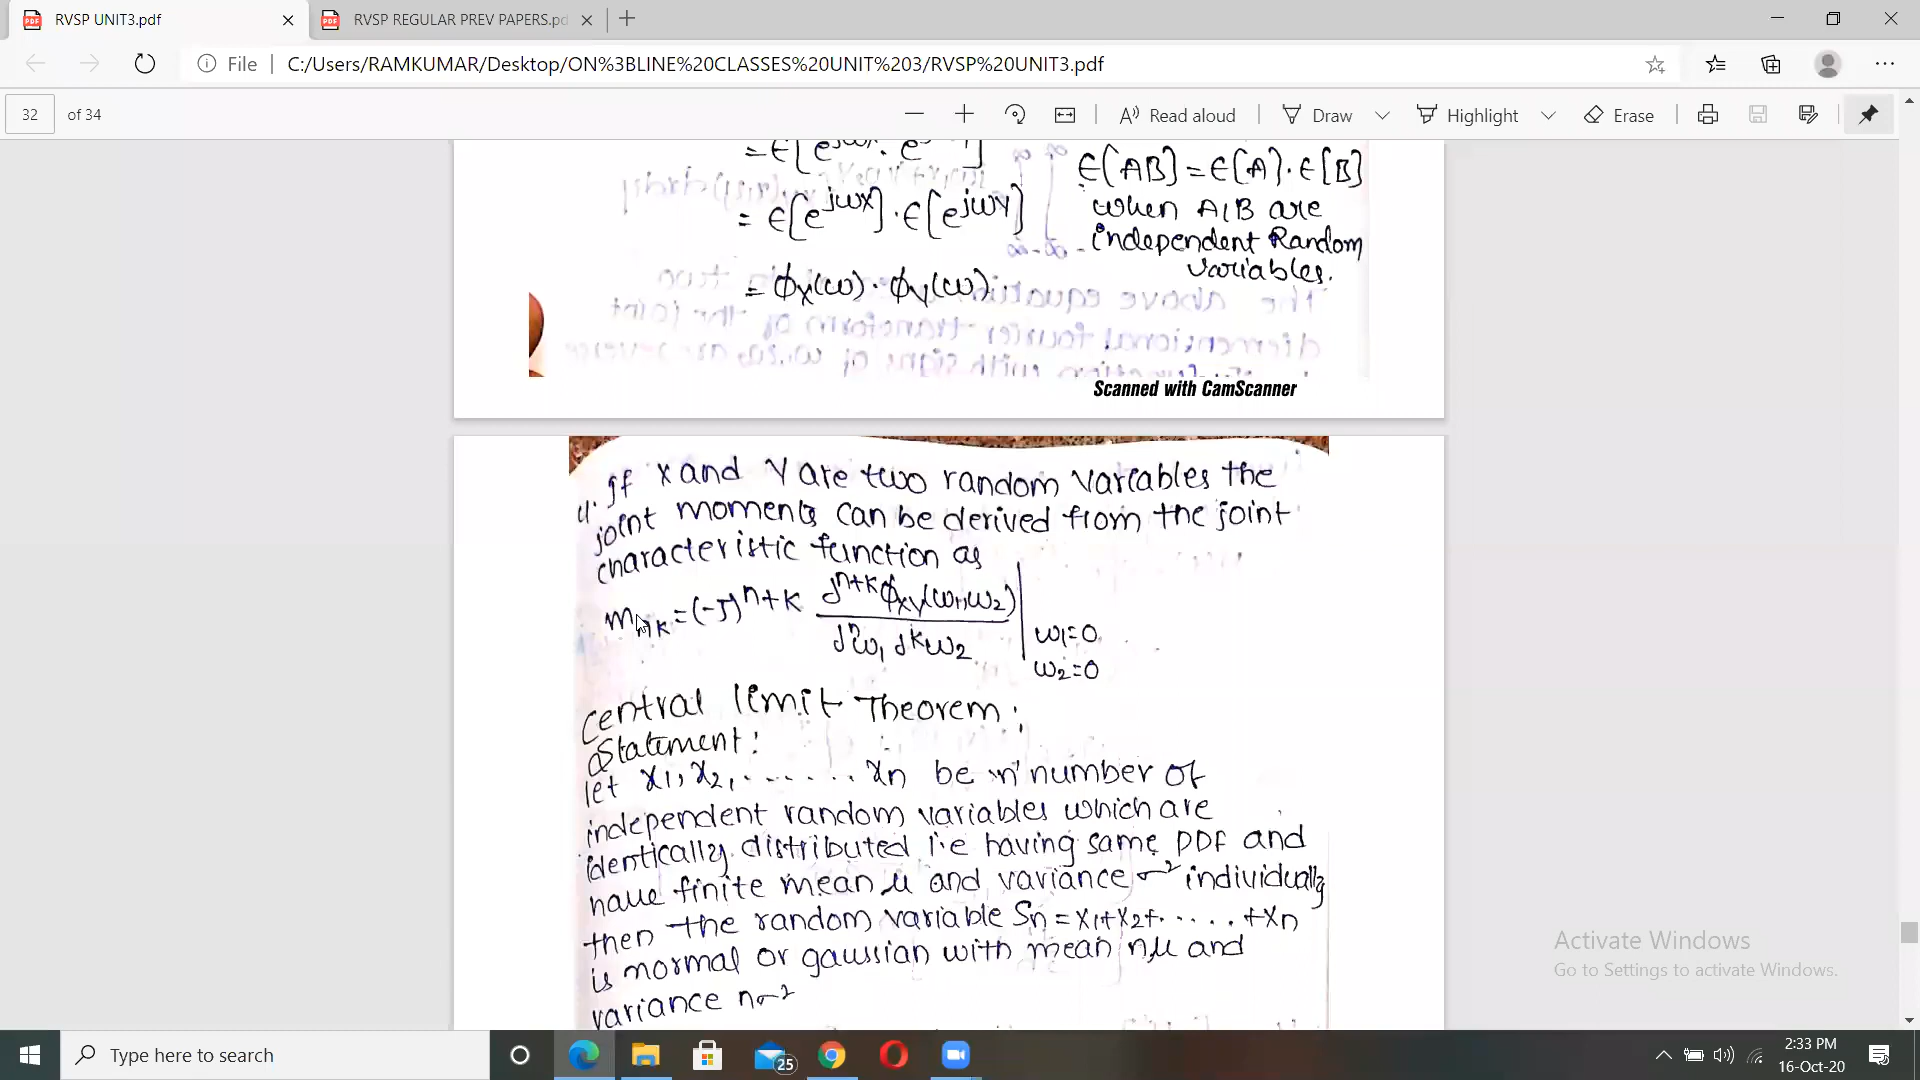 RVSP UNIT3.pdf
RVSP REGULAR PREV PAPERS.pd
File
C:/Users/RAMKUMAR/Desktop/ON%3BLINE%20CLASSES%20UNIT%203/RVSP%20UNIT3.pdf
32 of 34
Read aloud
Draw
Highlight
Erase
= E[e^jωx] · E[e^jωy]
= ϕx(ω) · ϕy(ω) .
E[AB] = E[A] · E[B]
when A,B are
independent Random
variables.
Scanned with CamScanner
4. If x and y are two random variables the
joint moments can be derived from the joint
characteristic function as
m_nk = (-J)^n+k d^n+k ϕxy(ω1,ω2) / d^nω1 d^kω2 | ω1=0 ω2=0
Central limit Theorem:
Statement:
let x1, x2, ....... xn be 'n' number of
independent random variables which are
identically distributed i.e having same PDF and
have finite mean μ and variance σ² individually
then the random variable Sn = x1+x2+......+xn
is normal or gaussian with mean nμ and
variance nσ²
Activate Windows
Go to Settings to activate Windows.
Type here to search
25
2:33 PM
16-Oct-20